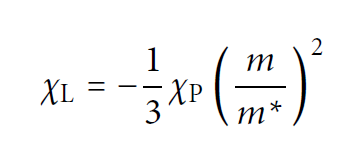 χL = −1/3 χP (m/m*)²